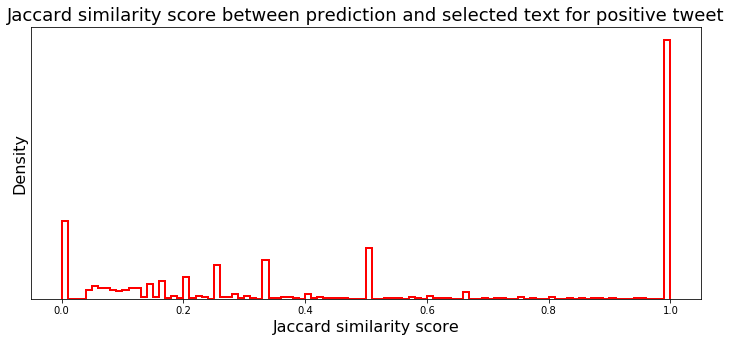 Jaccard similarity score between prediction and selected text for positive tweet
Density
0.0 0.2 0.4 0.6 0.8 1.0
Jaccard similarity score